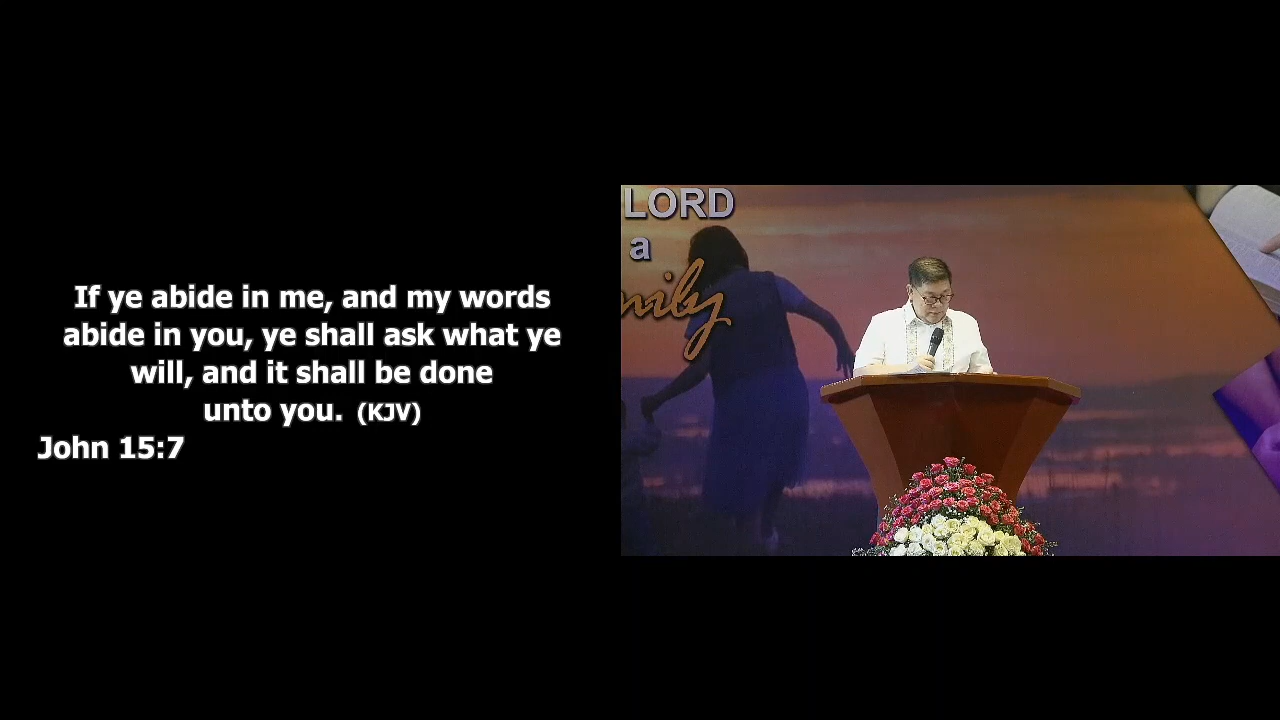 If ye abide in me, and my words
abide in you, ye shall ask what ye
will, and it shall be done
unto you. (KJV)
John 15:7
LORD
a